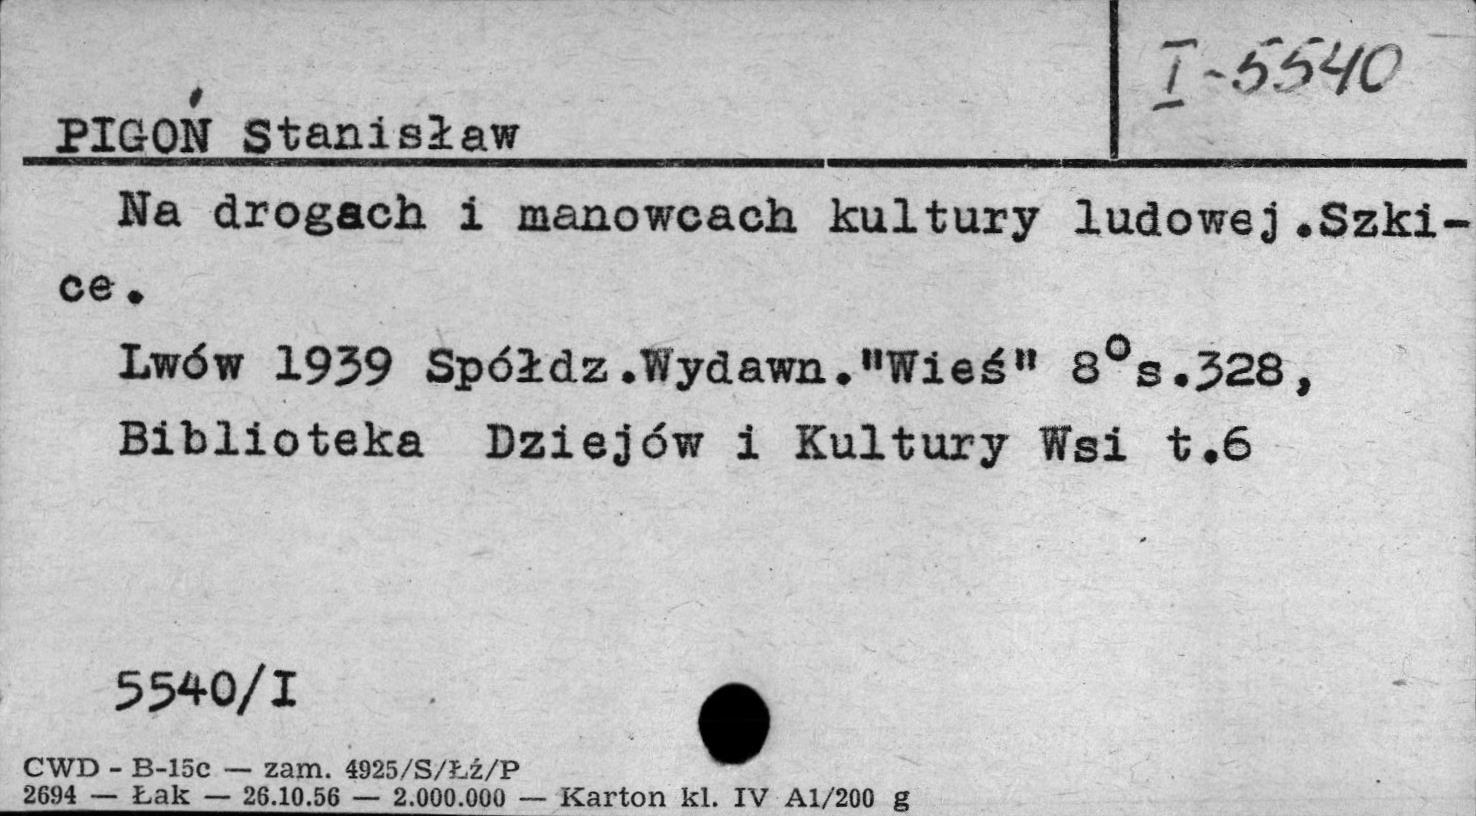 I-5540
PIGOŃ Stanisław
Na drogach i manowcach kultury ludowej.Szki-
ce.
Lwów 1939 Spółdz.Wydawn."Wieś" 8°s.328,
Biblioteka Dziejów i Kultury Wsi t.6
5540/I
CWD - B-15c — zam. 4925/S/Łź/P
2694 — Łak — 26.10.56 — 2.000.000 — Karton kl. IV A1/200 g